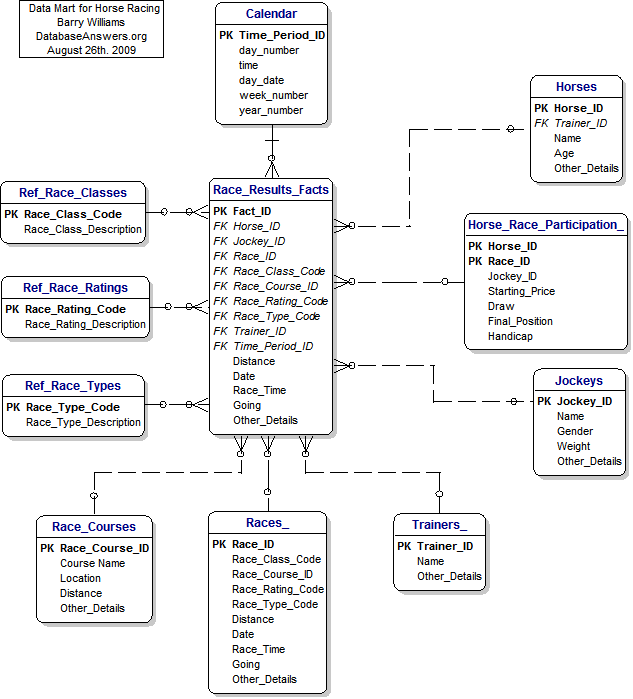 Data Mart for Horse Racing
Barry Williams
DatabaseAnswers.org
August 26th. 2009
Calendar
PK Time_Period_ID
day_number
time
day_date
week_number
year_number
Horses
PK Horse_ID
FK Trainer_ID
Name
Age
Other_Details
Ref_Race_Classes
PK Race_Class_Code
Race_Class_Description
Race_Results_Facts
PK Fact_ID
FK Horse_ID
FK Jockey_ID
FK Race_ID
FK Race_Class_Code
FK Race_Course_ID
FK Race_Rating_Code
FK Race_Type_Code
FK Trainer_ID
FK Time_Period_ID
Distance
Date
Race_Time
Going
Other_Details
Horse_Race_Participation_
PK Horse_ID
PK Race_ID
Jockey_ID
Starting_Price
Draw
Final_Position
Handicap
Ref_Race_Ratings
PK Race_Rating_Code
Race_Rating_Description
Ref_Race_Types
PK Race_Type_Code
Race_Type_Description
Jockeys
PK Jockey_ID
Name
Gender
Weight
Other_Details
Race_Courses
PK Race_Course_ID
Course Name
Location
Distance
Other_Details
Races_
PK Race_ID
Race_Class_Code
Race_Course_ID
Race_Rating_Code
Race_Type_Code
Distance
Date
Race_Time
Going
Other_Details
Trainers_
PK Trainer_ID
Name
Other_Details